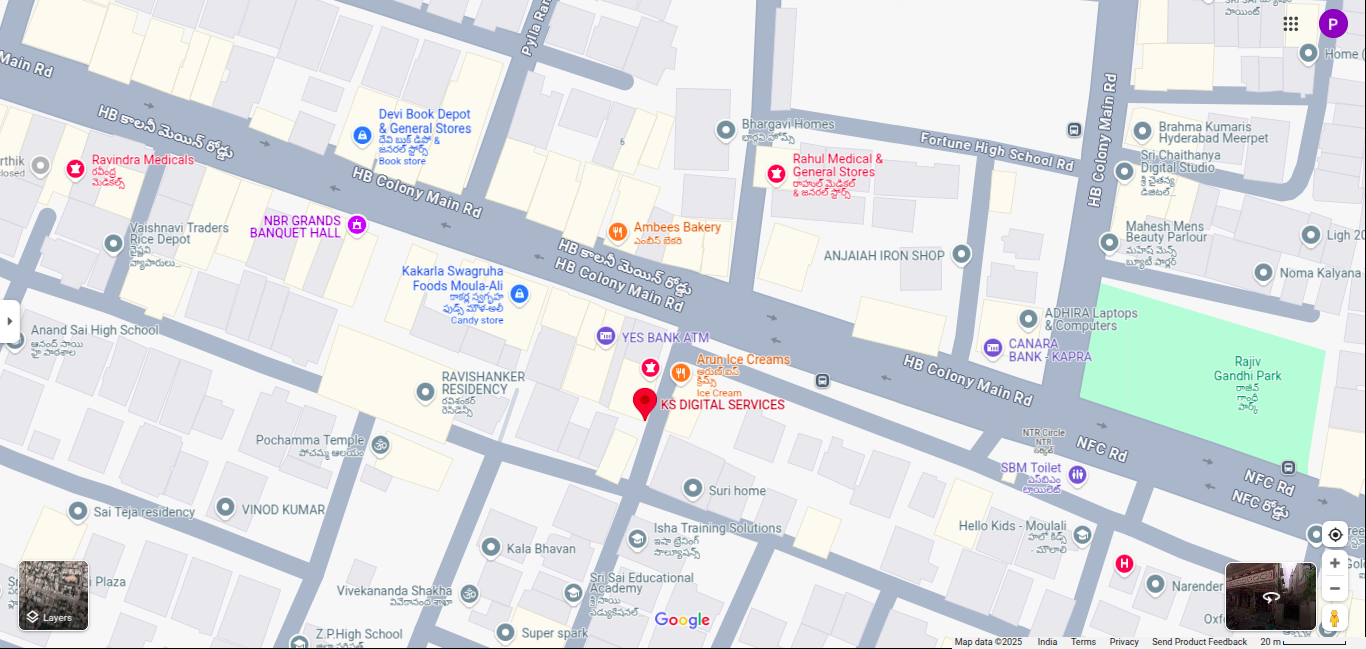 Main Rd
Pylla Ran
HB కాలనీ మెయిన్ రోడ్డు
HB Colony Main Rd
Devi Book Depot
& General Stores
దేవి బుక్ డిపో &
జనరల్ స్టోర్స్
Book store
Ravindra Medicals
రవీంద్ర
మెడికల్స్
rthik
closed
NBR GRANDS
BANQUET HALL
Vaishnavi Traders
Rice Depot
వైష్ణవి
వ్యాపారులు...
Kakarla Swagruha
Foods Moula-Ali
కాకర్ల స్వగృహ
ఫుడ్స్ మౌళ-అలీ
Candy store
Anand Sai High School
ఆనంద్ సాయి
హై పాఠశాల
6
Bhargavi Homes
భార్గవి హోమ్స్
Rahul Medical &
General Stores
రాహుల్ మెడికల్
& జనరల్ స్టోర్స్
Ambees Bakery
ఎంబీస్ బేకరి
HB కాలనీ మెయిన్ రోడ్డు
HB Colony Main Rd
Fortune High School Rd
HB Colony Main Rd
పాయింట్
P
Home (
Brahma Kumaris
Hyderabad Meerpet
Sri Chaithanya
Digital Studio
శ్రీ చైతన్య
డిజిటల్...
Mahesh Mens
Beauty Parlour
మహేష్ మెన్స్
బ్యూటీ పార్లర్
Ligh 20
Noma Kalyana
ANJAIAH IRON SHOP
ADHIRA Laptops
& Computers
CANARA
BANK - KAPRA
Rajiv
Gandhi Park
రాజీవ్
గాంధీ
పార్క్
YES BANK ATM
Arun Ice Creams
అరుణ్ ఐస్
క్రీమ్స్
Ice Cream
KS DIGITAL SERVICES
HB Colony Main Rd
RAVISHANKER
RESIDENCY
రవిశంకర్
రెసిడెన్సీ
Pochamma Temple
పోచమ్మ ఆలయం
NTR Circle
NTR
సర్కిల్
NFC Rd
SBM Toilet
ఎస్‌బిఎం
టాయిలెట్
NFC Rd
NFC రోడ్డు
Sai Teja residency
VINOD KUMAR
Suri home
Isha Training Solutions
ఇషా ట్రైనింగ్
సొల్యూషన్స్
Kala Bhavan
Hello Kids - Moulali
హలో కిడ్స్
- మౌలాలి
H
Narender
Plaza
Vivekananda Shakha
వివేకానంద శాఖా
Sri Sai Educational
Academy
శ్రీ సాయి
ఎడ్యుకేషనల్
Z.P.High School
Super spark
Layers
Google
Map data ©2025 India Terms Privacy Send Product Feedback 20 m